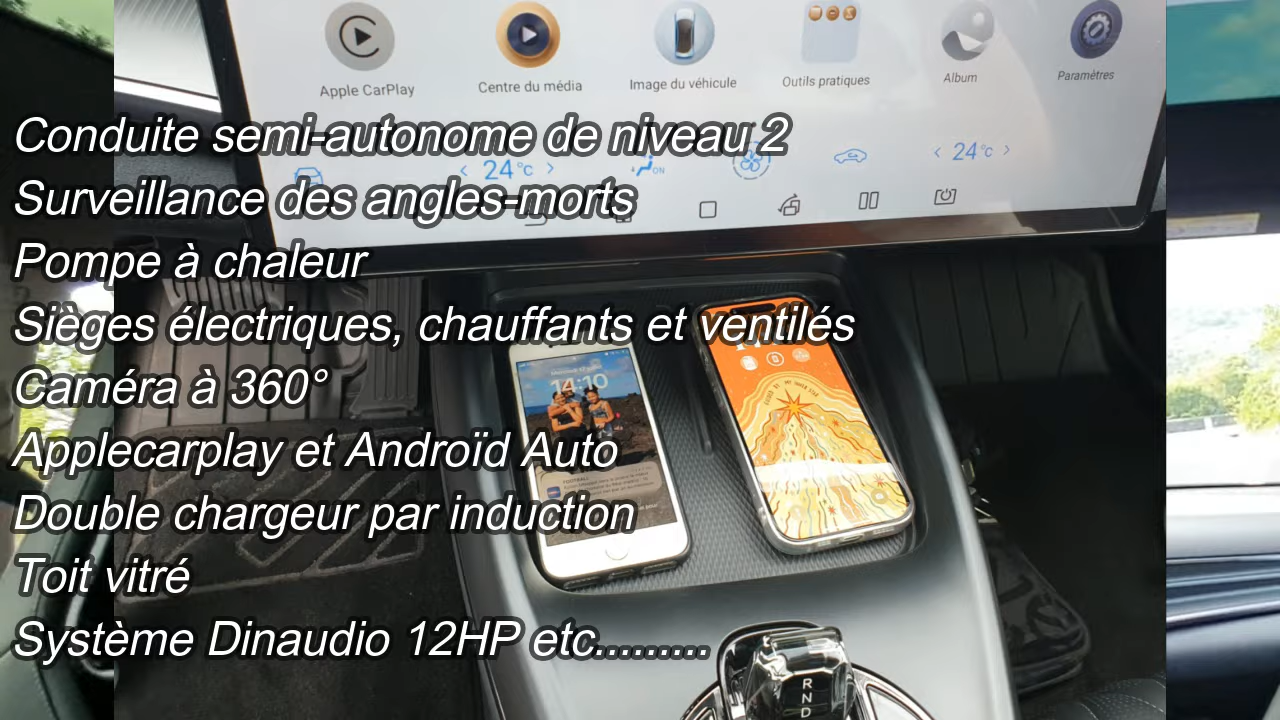 Apple CarPlay
Centre du média
Image du véhicule
Outils pratiques
Album
Paramètres
Conduite semi-autonome de niveau 2
< 24°c >
ON
< 24°c >
Surveillance des angles-morts
Pompe à chaleur
Sièges électriques, chauffants et ventilés
Caméra à 360°
14:10
Applecarplay et Androïd Auto
FOOTBALL
Double chargeur par induction
Toit vitré
Système Dinaudio 12HP etc.........
R
N
D